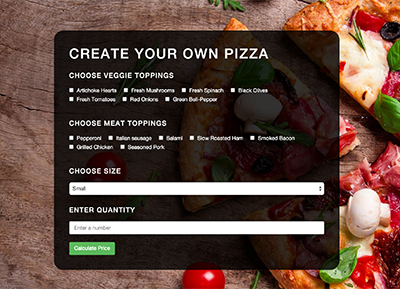 CREATE YOUR OWN PIZZA
CHOOSE VEGGIE TOPPINGS
Artichoke Hearts Fresh Mushrooms Fresh Spinach Black Olives
Fresh Tomatoes Red Onions Green Bell-Pepper
CHOOSE MEAT TOPPINGS
Pepperoni Italian sausage Salami Slow Roasted Ham Smoked Bacon
Grilled Chicken Seasoned Pork
CHOOSE SIZE
Small
ENTER QUANTITY
Enter a number
Calculate Price